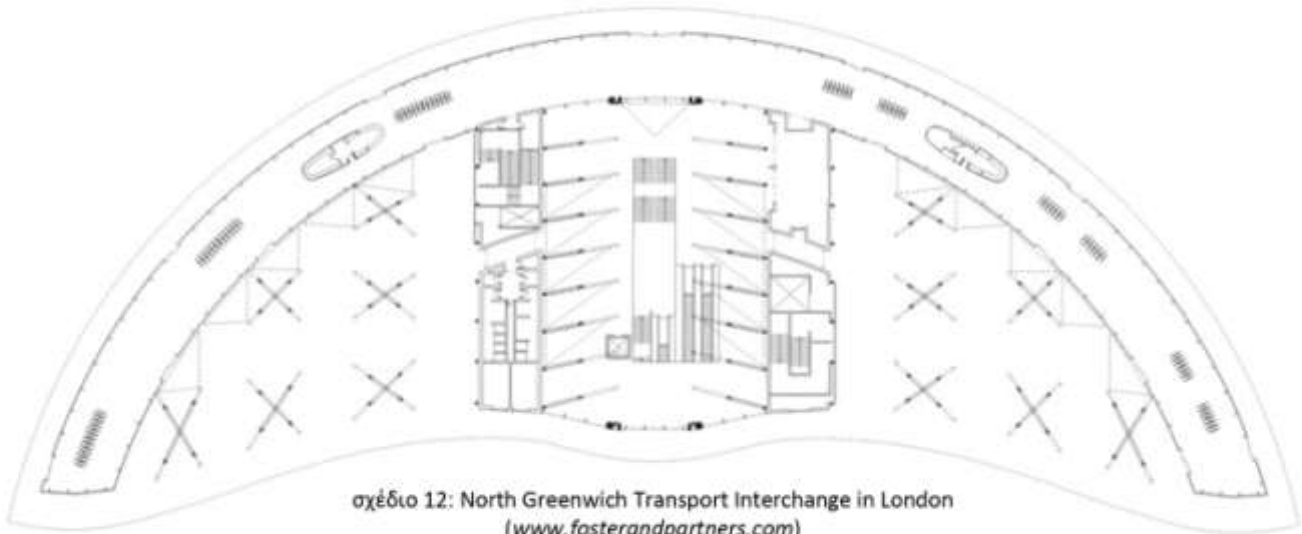 σχέδιο 12: North Greenwich Transport Interchange in London
(www.fosterandpartners.com)